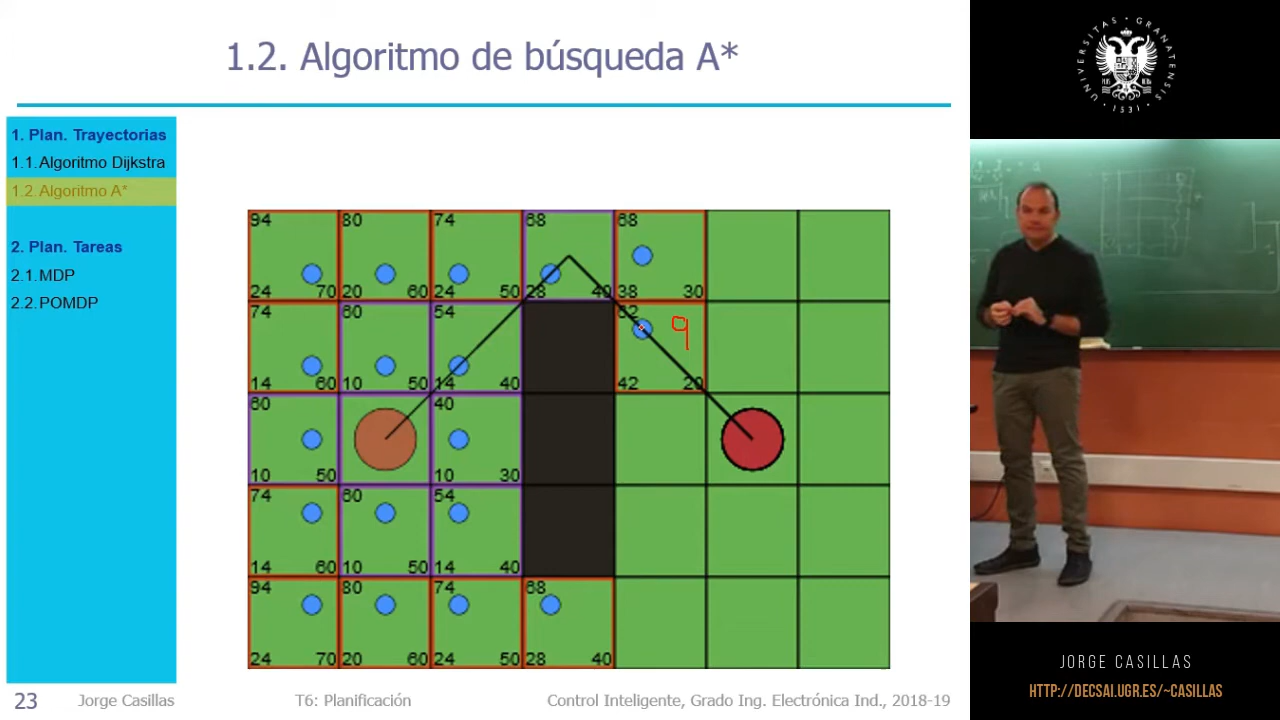 1.2. Algoritmo de búsqueda A*
UNIVERSITAS · GRANATENSIS · 1531 ·
1. Plan. Trayectorias
1.1. Algoritmo Dijkstra
1.2. Algoritmo A*
2. Plan. Tareas
2.1. MDP
2.2. POMDP
94 80 74 68 68
24 70 20 60 24 50 28 40 38 30
74 60 54 62
9
14 60 10 50 14 40 42 20
60 40
10 50 10 30
74 60 54
14 60 10 50 14 40
94 80 74 68
24 70 20 60 24 50 28 40
23 Jorge Casillas T6: Planificación Control Inteligente, Grado Ing. Electrónica Ind., 2018-19
JORGE CASILLAS
HTTP://DECSAI.UGR.ES/~CASILLAS